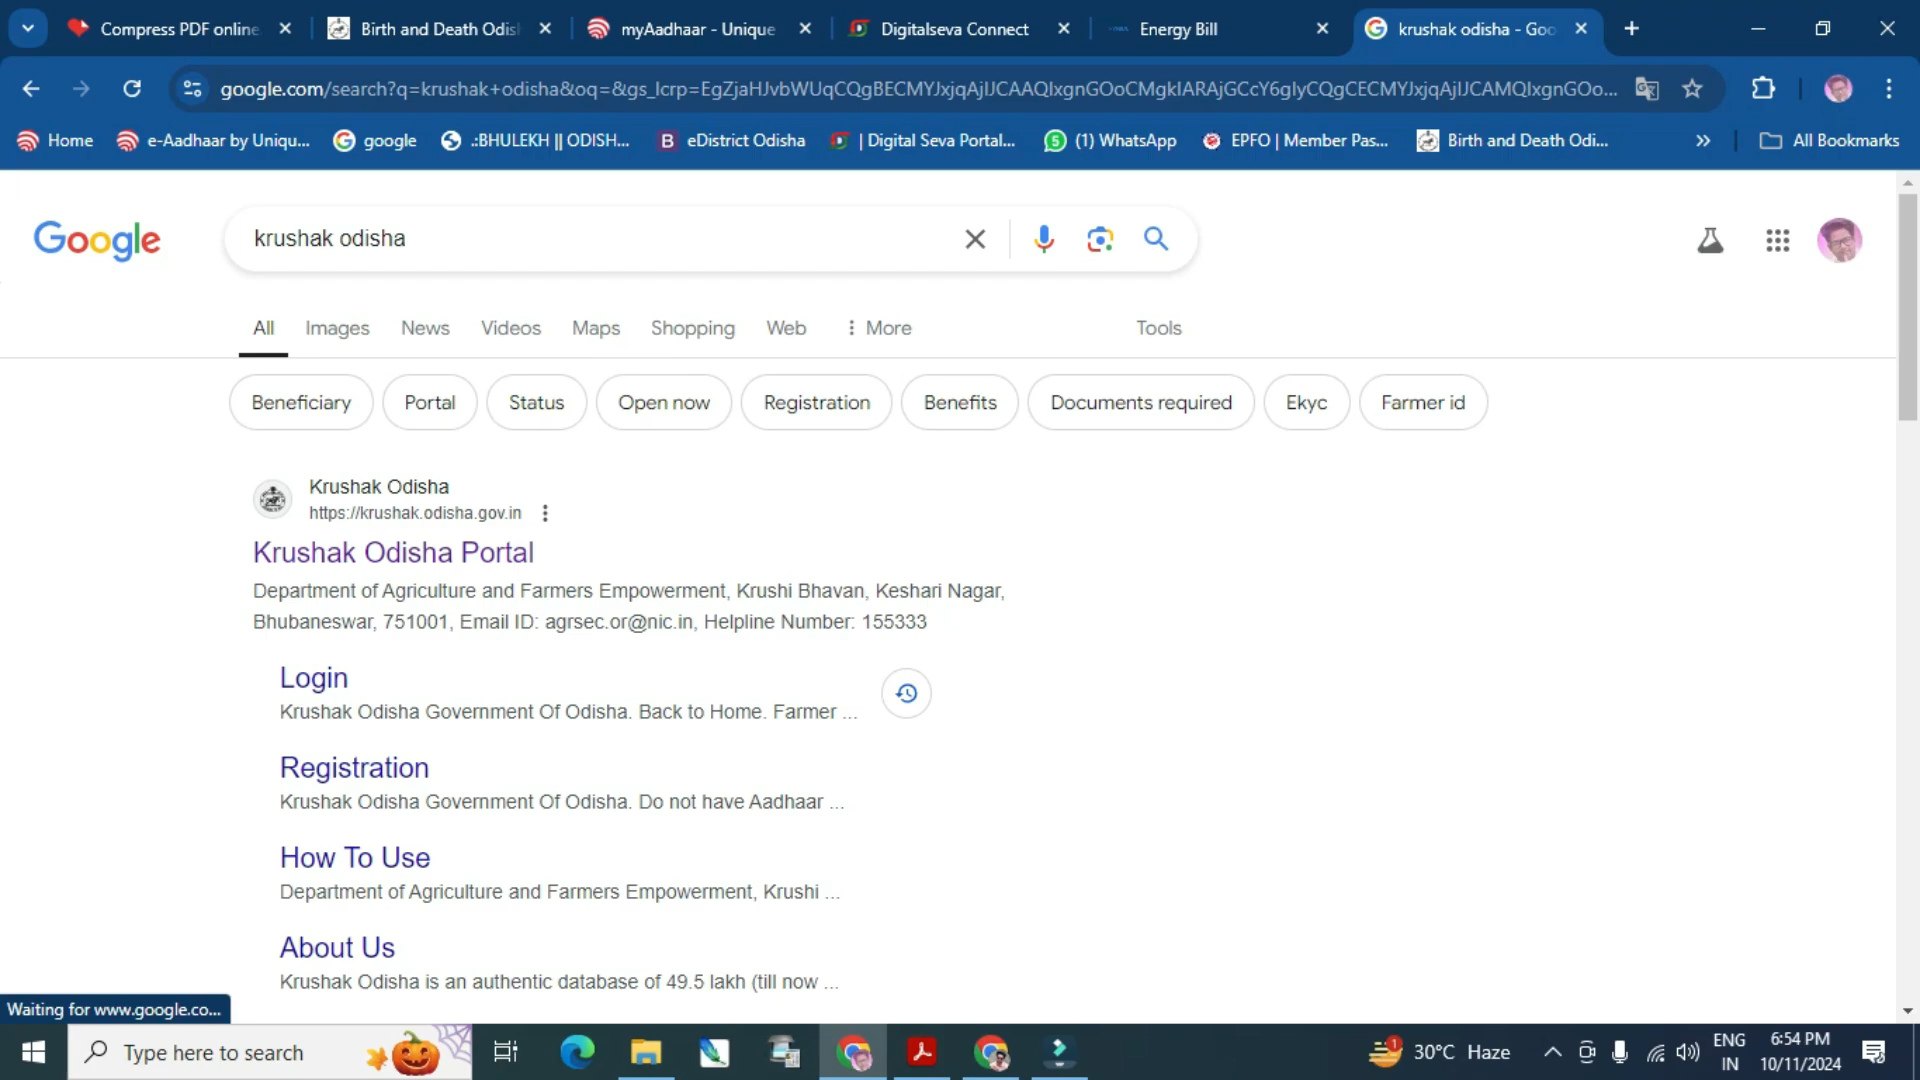 Compress PDF online
Birth and Death Odis
myAadhaar - Unique
Digitalseva Connect
Energy Bill
krushak odisha - Goo
google.com/search?q=krushak+odisha&oq=&gs_lcrp=EgZjaHJvbWUqCQgBECMYJxjqAjIJCAAQIxgnGOoCMgkIARAjGCcY6gIyCQgCECMYJxjqAjIJCAMQIxgnGOo...
Home
e-Aadhaar by Uniqu...
google
.:BHULEKH || ODISH...
eDistrict Odisha
| Digital Seva Portal...
(1) WhatsApp
EPFO | Member Pas...
Birth and Death Odi...
All Bookmarks
Google
krushak odisha
All Images News Videos Maps Shopping Web More Tools
Beneficiary Portal Status Open now Registration Benefits Documents required Ekyc Farmer id
Krushak Odisha
https://krushak.odisha.gov.in
Krushak Odisha Portal
Department of Agriculture and Farmers Empowerment, Krushi Bhavan, Keshari Nagar,
Bhubaneswar, 751001, Email ID: agrsec.or@nic.in, Helpline Number: 155333
Login
Krushak Odisha Government Of Odisha. Back to Home. Farmer ...
Registration
Krushak Odisha Government Of Odisha. Do not have Aadhaar ...
How To Use
Department of Agriculture and Farmers Empowerment, Krushi ...
About Us
Krushak Odisha is an authentic database of 49.5 lakh (till now ...
Waiting for www.google.co...
Type here to search
30°C Haze
ENG
IN
6:54 PM
10/11/2024